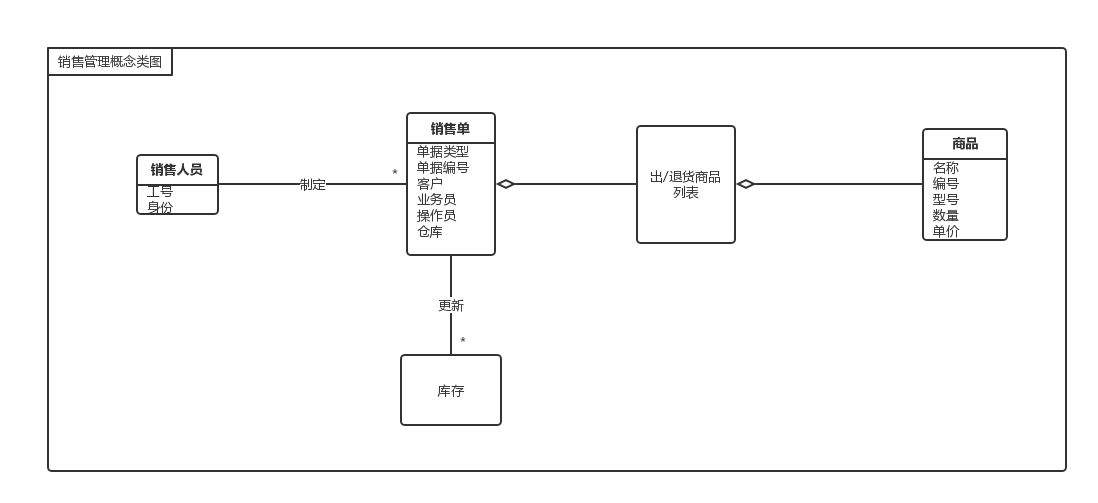 销售管理概念类图
销售人员
工号
身份
制定
*
销售单
单据类型
单据编号
客户
业务员
操作员
仓库
出/退货商品
列表
商品
名称
编号
型号
数量
单价
更新
*
库存